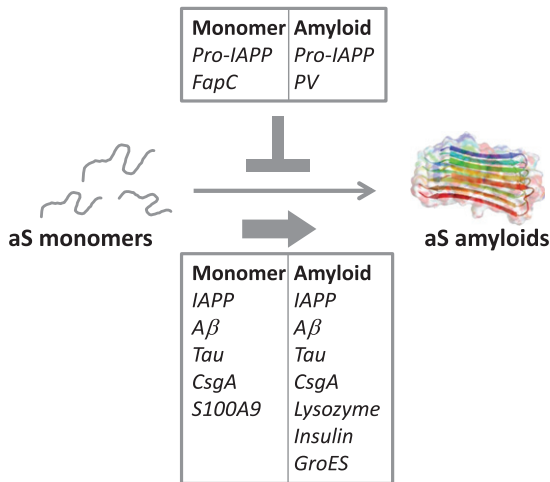 Monomer Amyloid
Pro-IAPP Pro-IAPP
FapC PV
aS monomers aS amyloids
Monomer Amyloid
IAPP IAPP
Aβ Aβ
Tau Tau
CsgA CsgA
S100A9 Lysozyme
Insulin
GroES